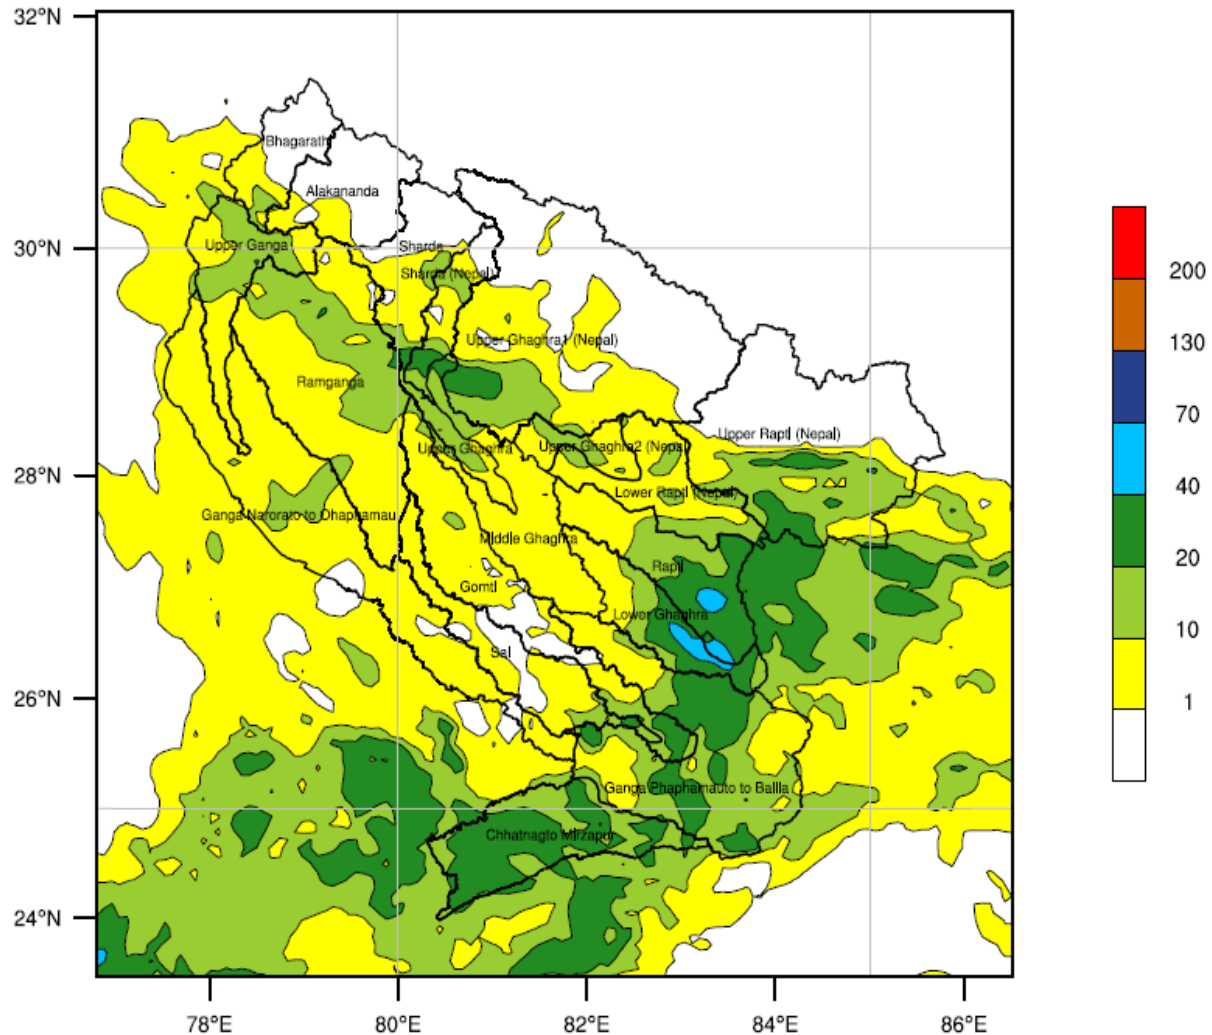 32°N
Bhagarath
Alakananda
200
30°N
Upper Ganga
Sharda
Sharda (Nepal)
130
Upper Ghaghra1 (Nepal)
Ramganga
70
Upper Rapti (Nepal)
Upper Ghaghra
Upper Ghaghra2 (Nepal)
28°N
40
Lower Rapti (Nepal)
Ganga Narorato to Dhaphamau
Middle Ghaghra
20
Rapti
Gomti
Lower Ghaghra
10
Sai
26°N
1
Ganga Phaphamauto to Ballia
Chhatnagto Mirzapur
24°N
78°E
80°E
82°E
84°E
86°E